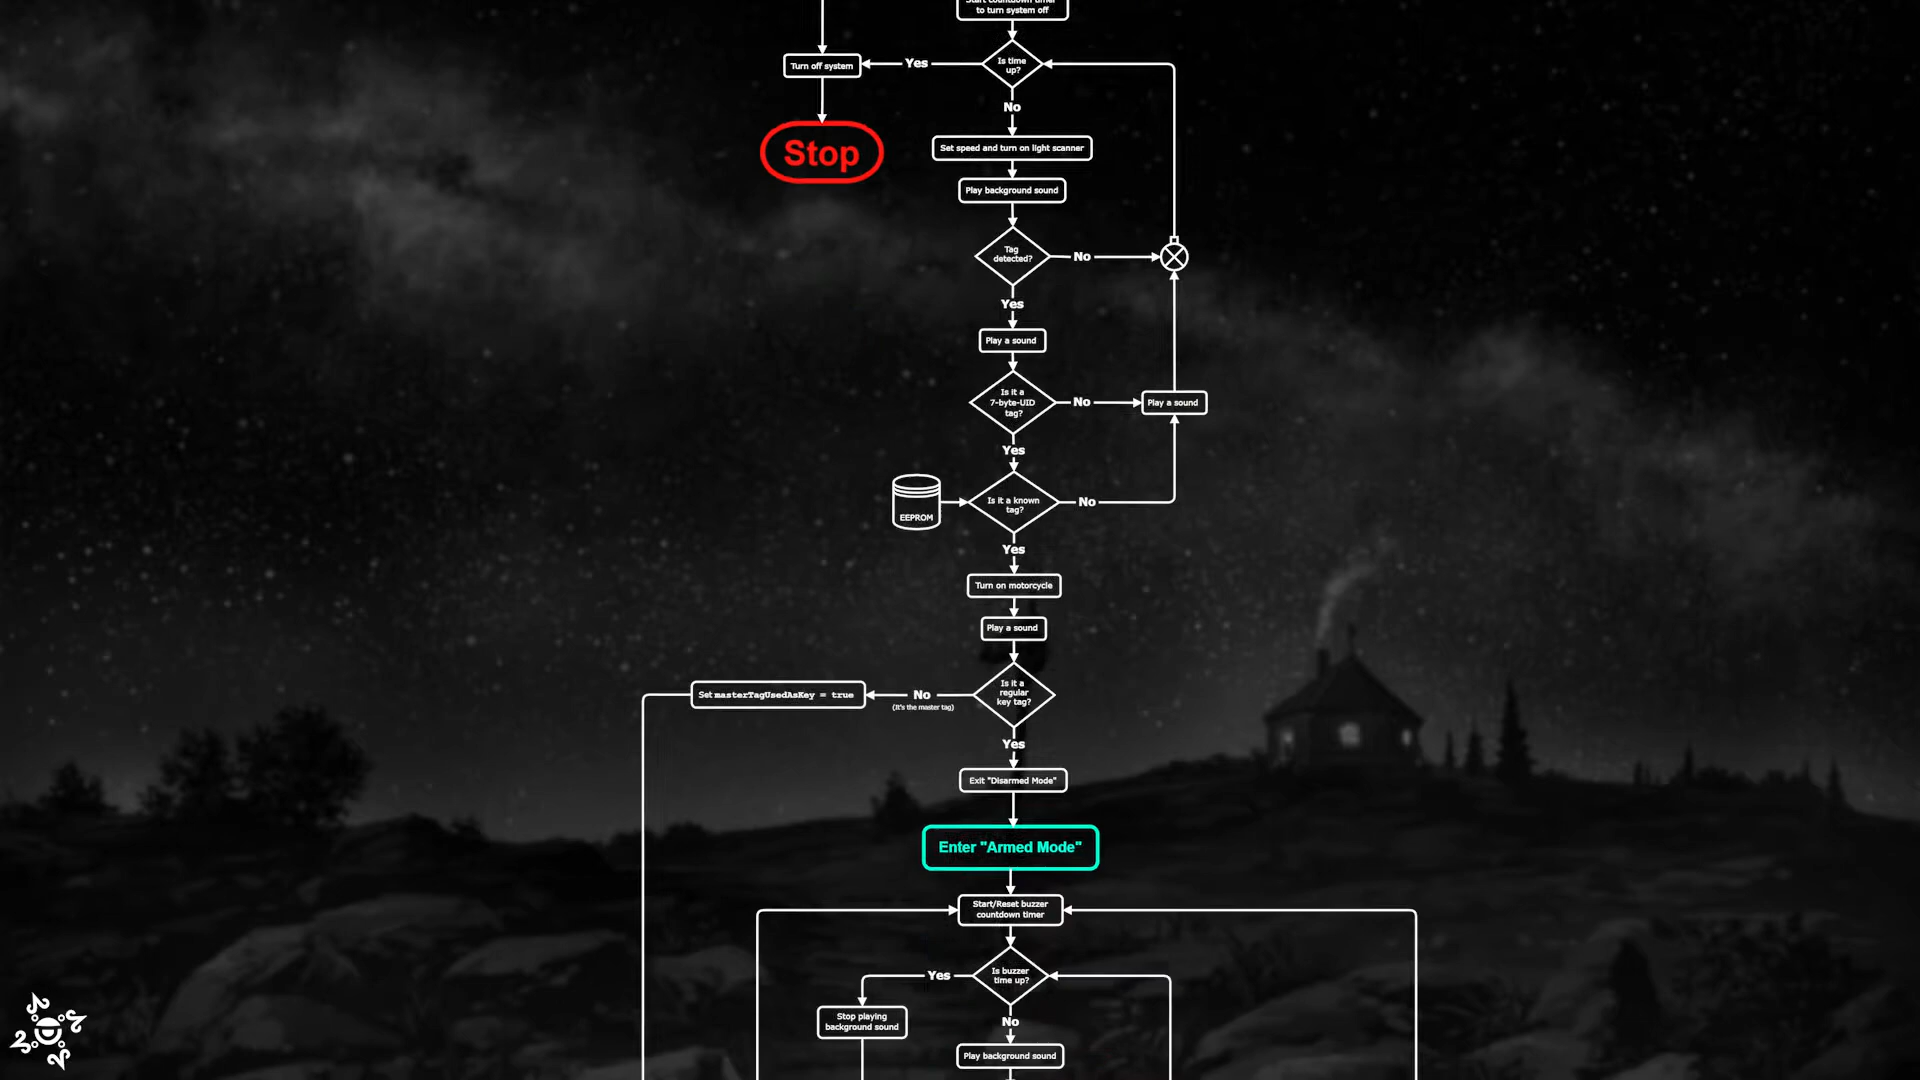 Start countdown timer
to turn system off
Turn off system
Yes
Is time
up?
No
Stop
Set speed and turn on light scanner
Play background sound
Tag
detected?
No
Yes
Play a sound
Is it a
7-byte-UID
tag?
No
Play a sound
Yes
EEPROM
Is it a known
tag?
No
Yes
Turn on motorcycle
Play a sound
Is it a
regular
key tag?
No
(It's the master tag)
Set masterTagUsedAsKey = true
Yes
Exit "Disarmed Mode"
Enter "Armed Mode"
Start/Reset buzzer
countdown timer
Is buzzer
time up?
Yes
Stop playing
background sound
No
Play background sound